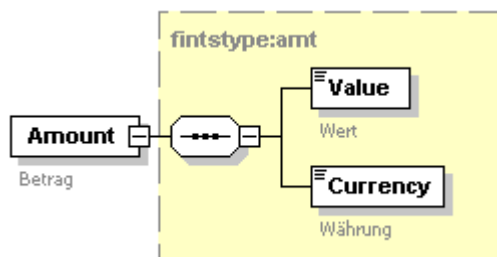 fintstype:amt
Value
Wert
Amount
Betrag
Currency
Währung